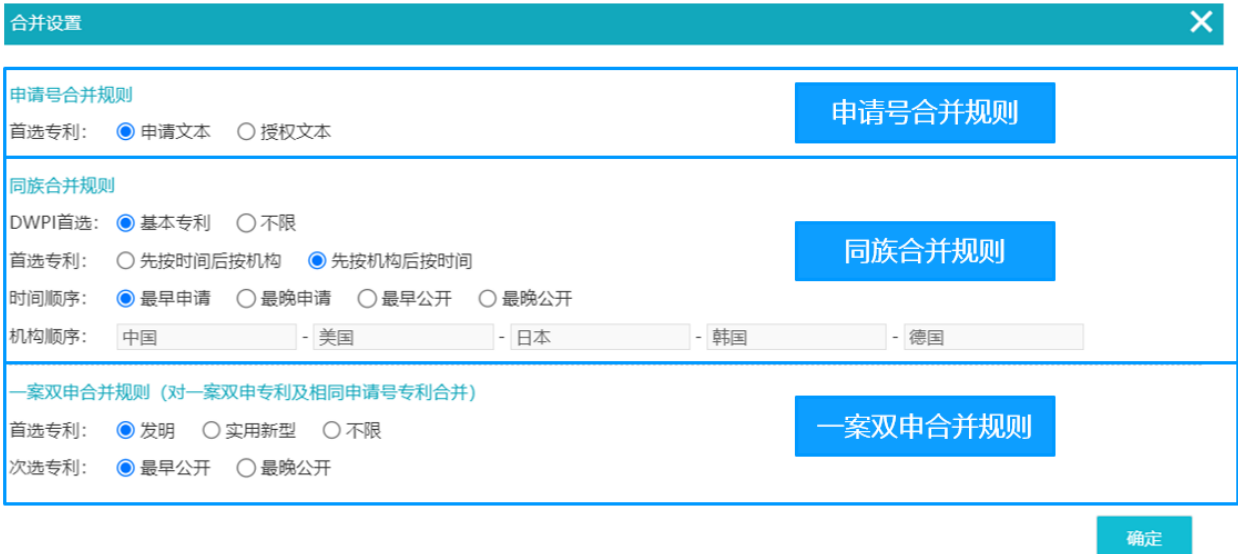 合并设置
申请号合并规则
首选专利： 申请文本 授权文本
申请号合并规则
同族合并规则
DWPI首选： 基本专利 不限
首选专利： 先按时间后按机构 先按机构后按时间
同族合并规则
时间顺序： 最早申请 最晚申请 最早公开 最晚公开
机构顺序： 中国 - 美国 - 日本 - 韩国 - 德国
一案双申合并规则（对一案双申专利及相同申请号专利合并）
首选专利： 发明 实用新型 不限
一案双申合并规则
次选专利： 最早公开 最晚公开
确定